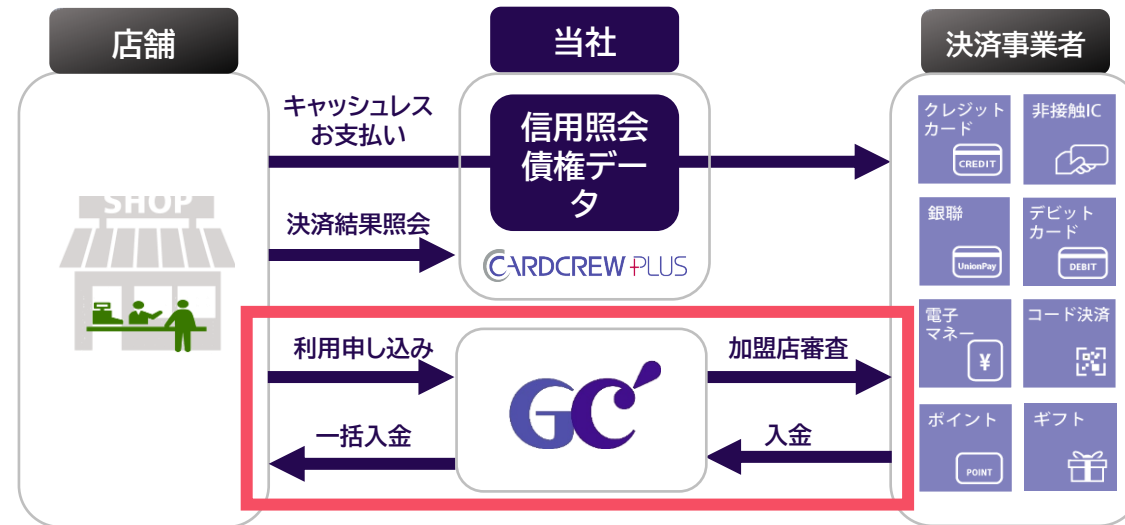 店舗
当社
決済事業者
キャッシュレス
お支払い
信用照会
債権デー
タ
決済結果照会
CARDCREW PLUS
SHOP
利用申し込み
加盟店審査
GC
一括入金
入金
クレジット
カード
CREDIT
非接触IC
銀聯
UnionPay
デビット
カード
DEBIT
電子
マネー
¥
コード決済
ポイント
POINT
ギフト